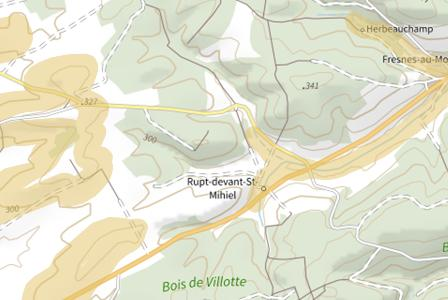 Herbeauchamp
Fresnes-au-Mo
341
327
300
Rupt-devant-St-
Mihiel
300
Bois de Villotte
B